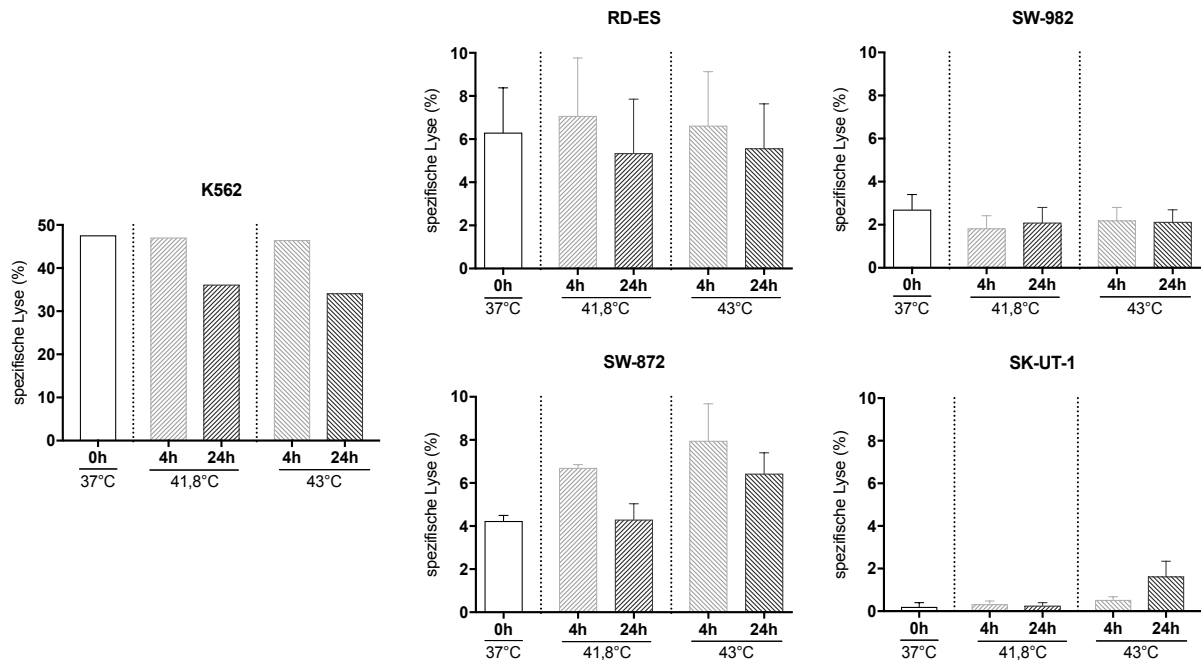 K562
spezifische Lyse (%)
50
40
30
20
10
0
0h 4h 24h 4h 24h
37°C 41,8°C 43°C
RD-ES
spezifische Lyse (%)
10
8
6
4
2
0
0h 4h 24h 4h 24h
37°C 41,8°C 43°C
SW-982
spezifische Lyse (%)
10
8
6
4
2
0
0h 4h 24h 4h 24h
37°C 41,8°C 43°C
SW-872
spezifische Lyse (%)
10
8
6
4
2
0
0h 4h 24h 4h 24h
37°C 41,8°C 43°C
SK-UT-1
spezifische Lyse (%)
10
8
6
4
2
0
0h 4h 24h 4h 24h
37°C 41,8°C 43°C